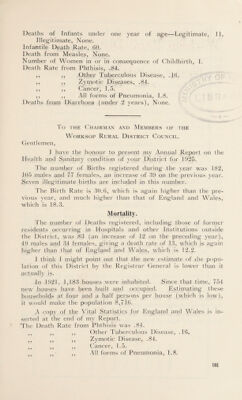 Deaths of Infants under one year of age—Legitimate, 11,
Illegitimate, None.
Infantile Death Rate, 60.
Death from Measles, None.
Number of Women in or in consequence of Childbirth, 1.
Death Rate from Phthisis, .84.
,, ,, ,, Other Tuberculous Disease, .16.
,, ,, ,, Zymotic Diseases, .84.
,, ,, ,, Cancer, 1.5.
,, ,, ,, All forms of Pneumonia, 1.8.
Deaths from Diarrhoea (under 2 years), None.
To the Chairman and Members of the
Worksop Rural District Council.
Gentlemen,
I have the honour to present my Annual Report on the
Health and Sanitary condition of your District for 1925.
The number of Births registered during the year was 182,
105 males and 77 females, an increase of 39 on the previous year.
Seven illegitimate births are included in this number.
The Birth Rate is 30.6, which is again higher than the pre-
vious year, and much higher than that of England and Wales,
which is 18.3.
Mortality.
The number of Deaths registered, including those of former
residents occurring in Hospitals and other Institutions outside
the District, was 83 (an increase of 12 on the preceding year),
49 males and 34 females, giving a death rate of 13, which is again
higher than that of England and Wales, which is 12.2.
I think I might point out that the new estimate of the popu-
lation of this District by the Registrar General is lower than it
actually is.
In 1921, 1,183 houses were inhabited. Since that time, 754
new houses have been built and occupied. Estimating these
households at four and a half persons per house (which is low),
it would make the population 8,716.
A copy of the Vital Statistics for England and Wales is in-
serted at the end of my Report.
The Death Rate from Phthisis was .84.
,, ,, ,, Other Tuberculous Disease, .16.
,, ,, ,, Zymotic Disease, .84.
,, ,, ,, Cancer, 1.5.
,, ,, ,, All forms of Pneumonia, 1.8.